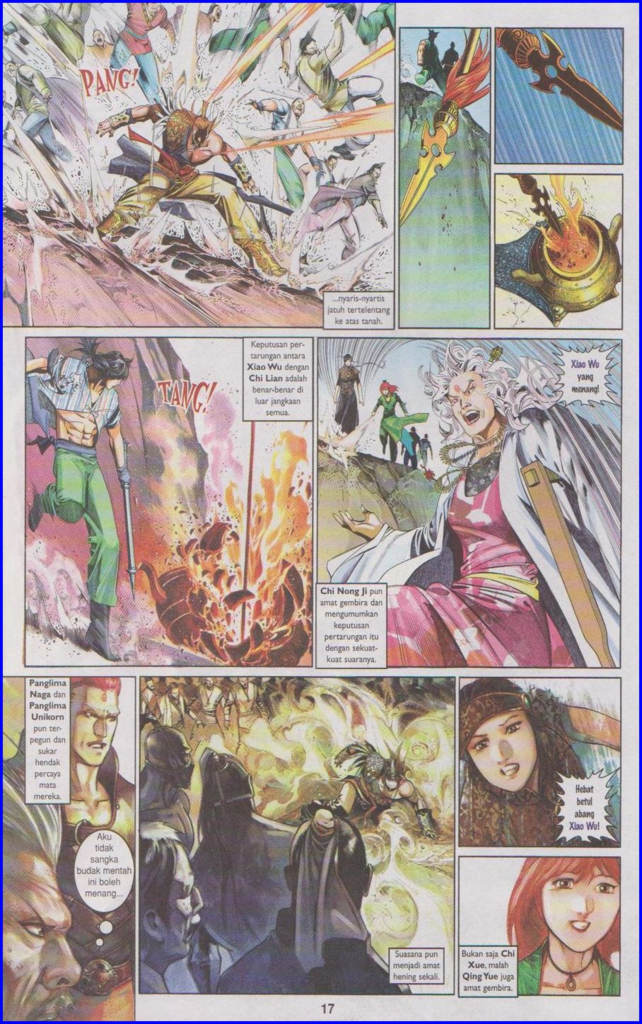 PANG!
...nyaris-nyartis
jatuh tertelentang
ke atas tanah.
Keputusan per-
tarungan antara
Xiao Wu dengan
Chi Lian adalah
benar-benar di
luar jangkaan
semua.
TANG!
Xiao Wu
yang
menang!
Chi Nong Ji pun
amat gembira dan
mengumumkan
keputusan
pertarungan itu
dengan sekuat-
kuat suaranya.
Panglima
Naga dan
Panglima
Unikorn
pun ter-
pegun dan
sukar
hendak
percaya
mata
mereka.
Aku
tidak
sangka
budak mentah
ini boleh
menang...
Suasana pun
menjadi amat
hening sekali.
Hebat
betul
abang
Xiao Wu!
Bukan saja Chi
Xue, malah
Qing Yue juga
amat gembira.
17